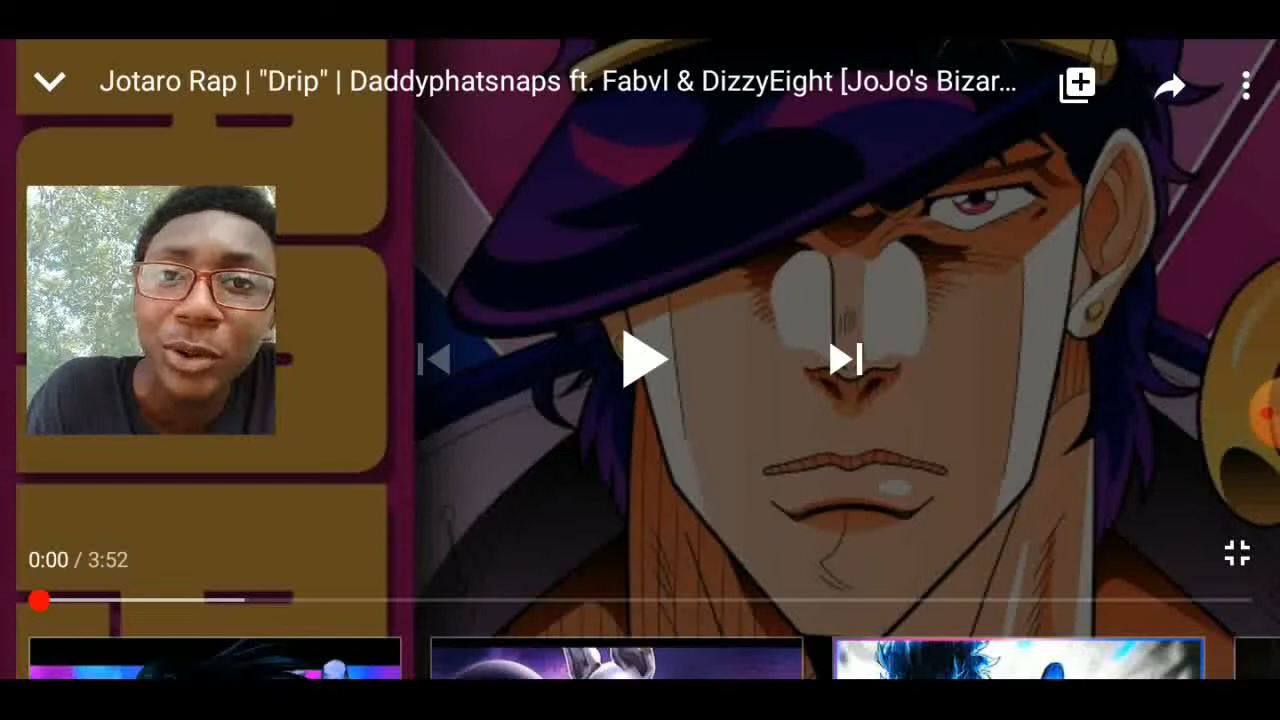 Jotaro Rap | "Drip" | Daddyphatsnaps ft. Fabvl & DizzyEight [JoJo's Bizar...
0:00 / 3:52